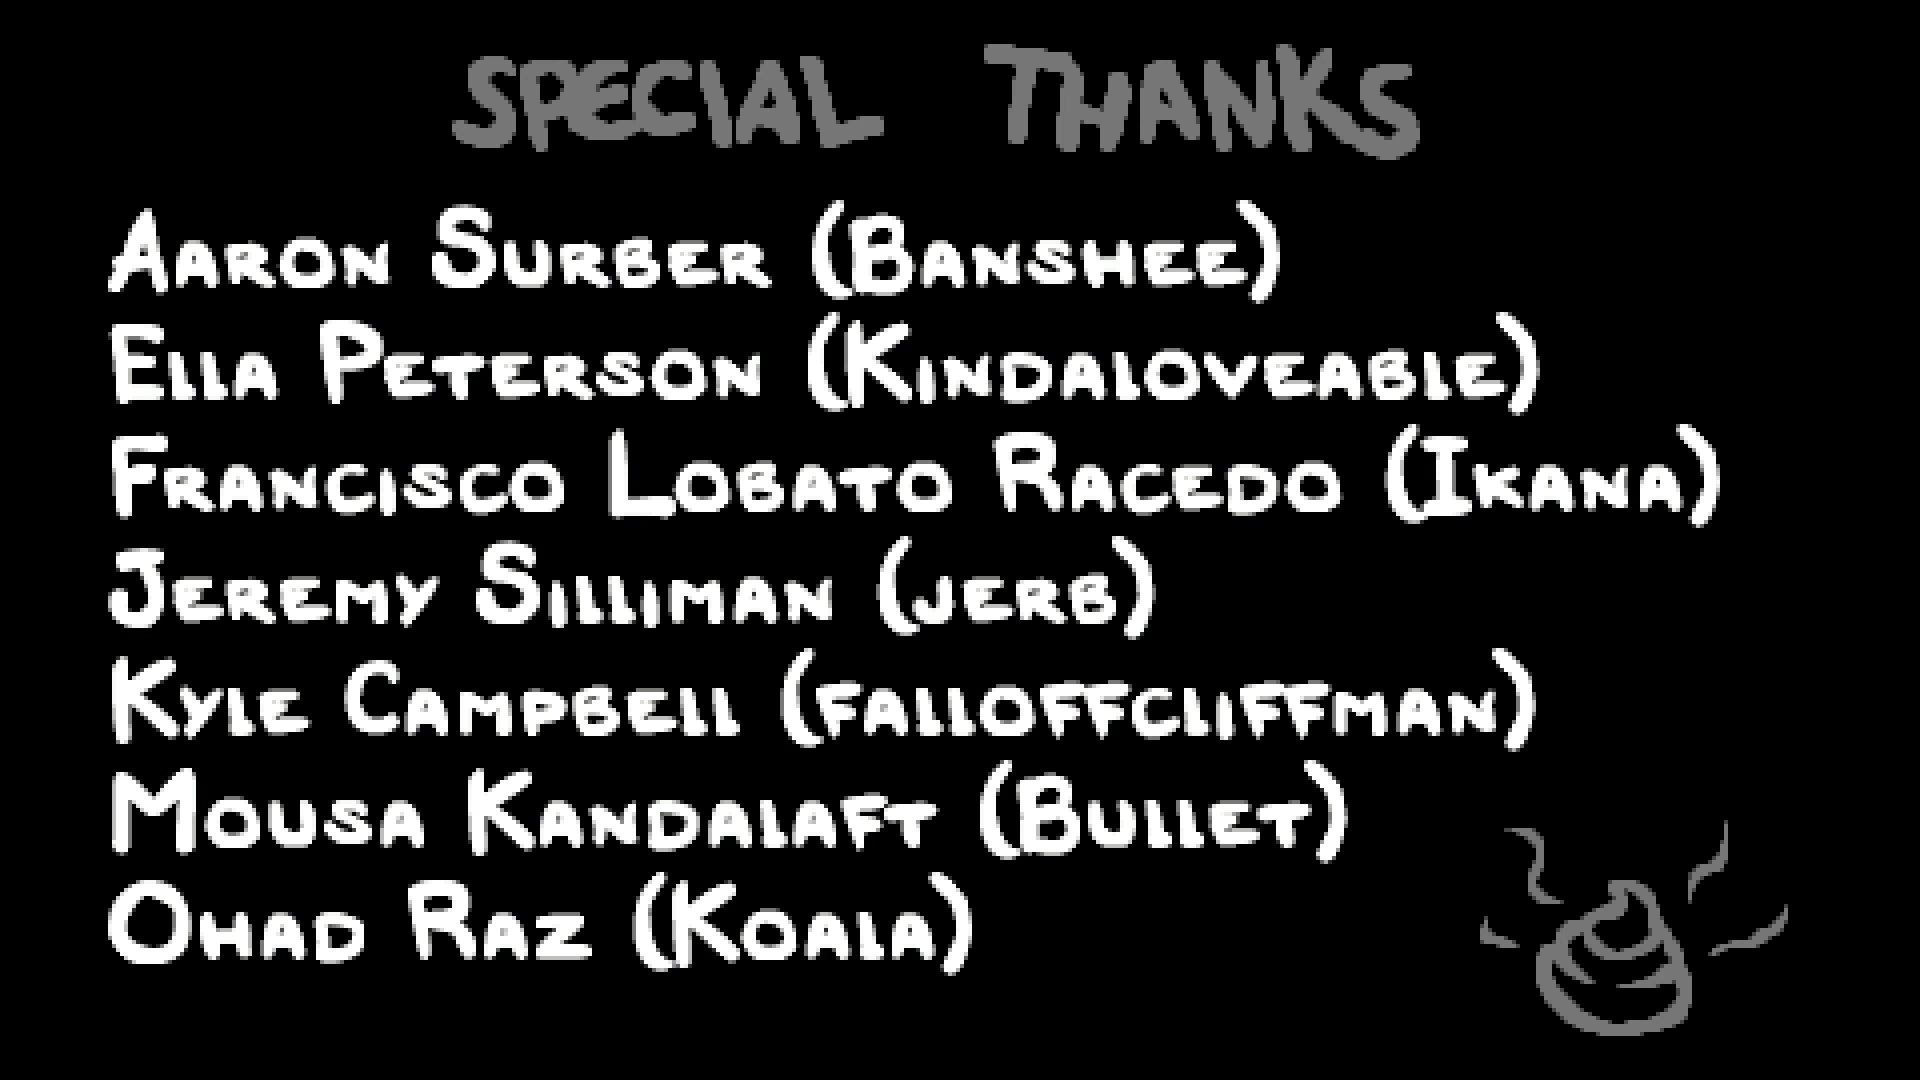 SPECIAL THANKS
Aaron Surber (Banshee)
Ella Peterson (Kindaloveable)
Francisco Lobato Racedo (Ikana)
Jeremy Silliman (jerb)
Kyle Campbell (falloffcliffman)
Mousa Kandalaft (Bullet)
Ohad Raz (Koala)